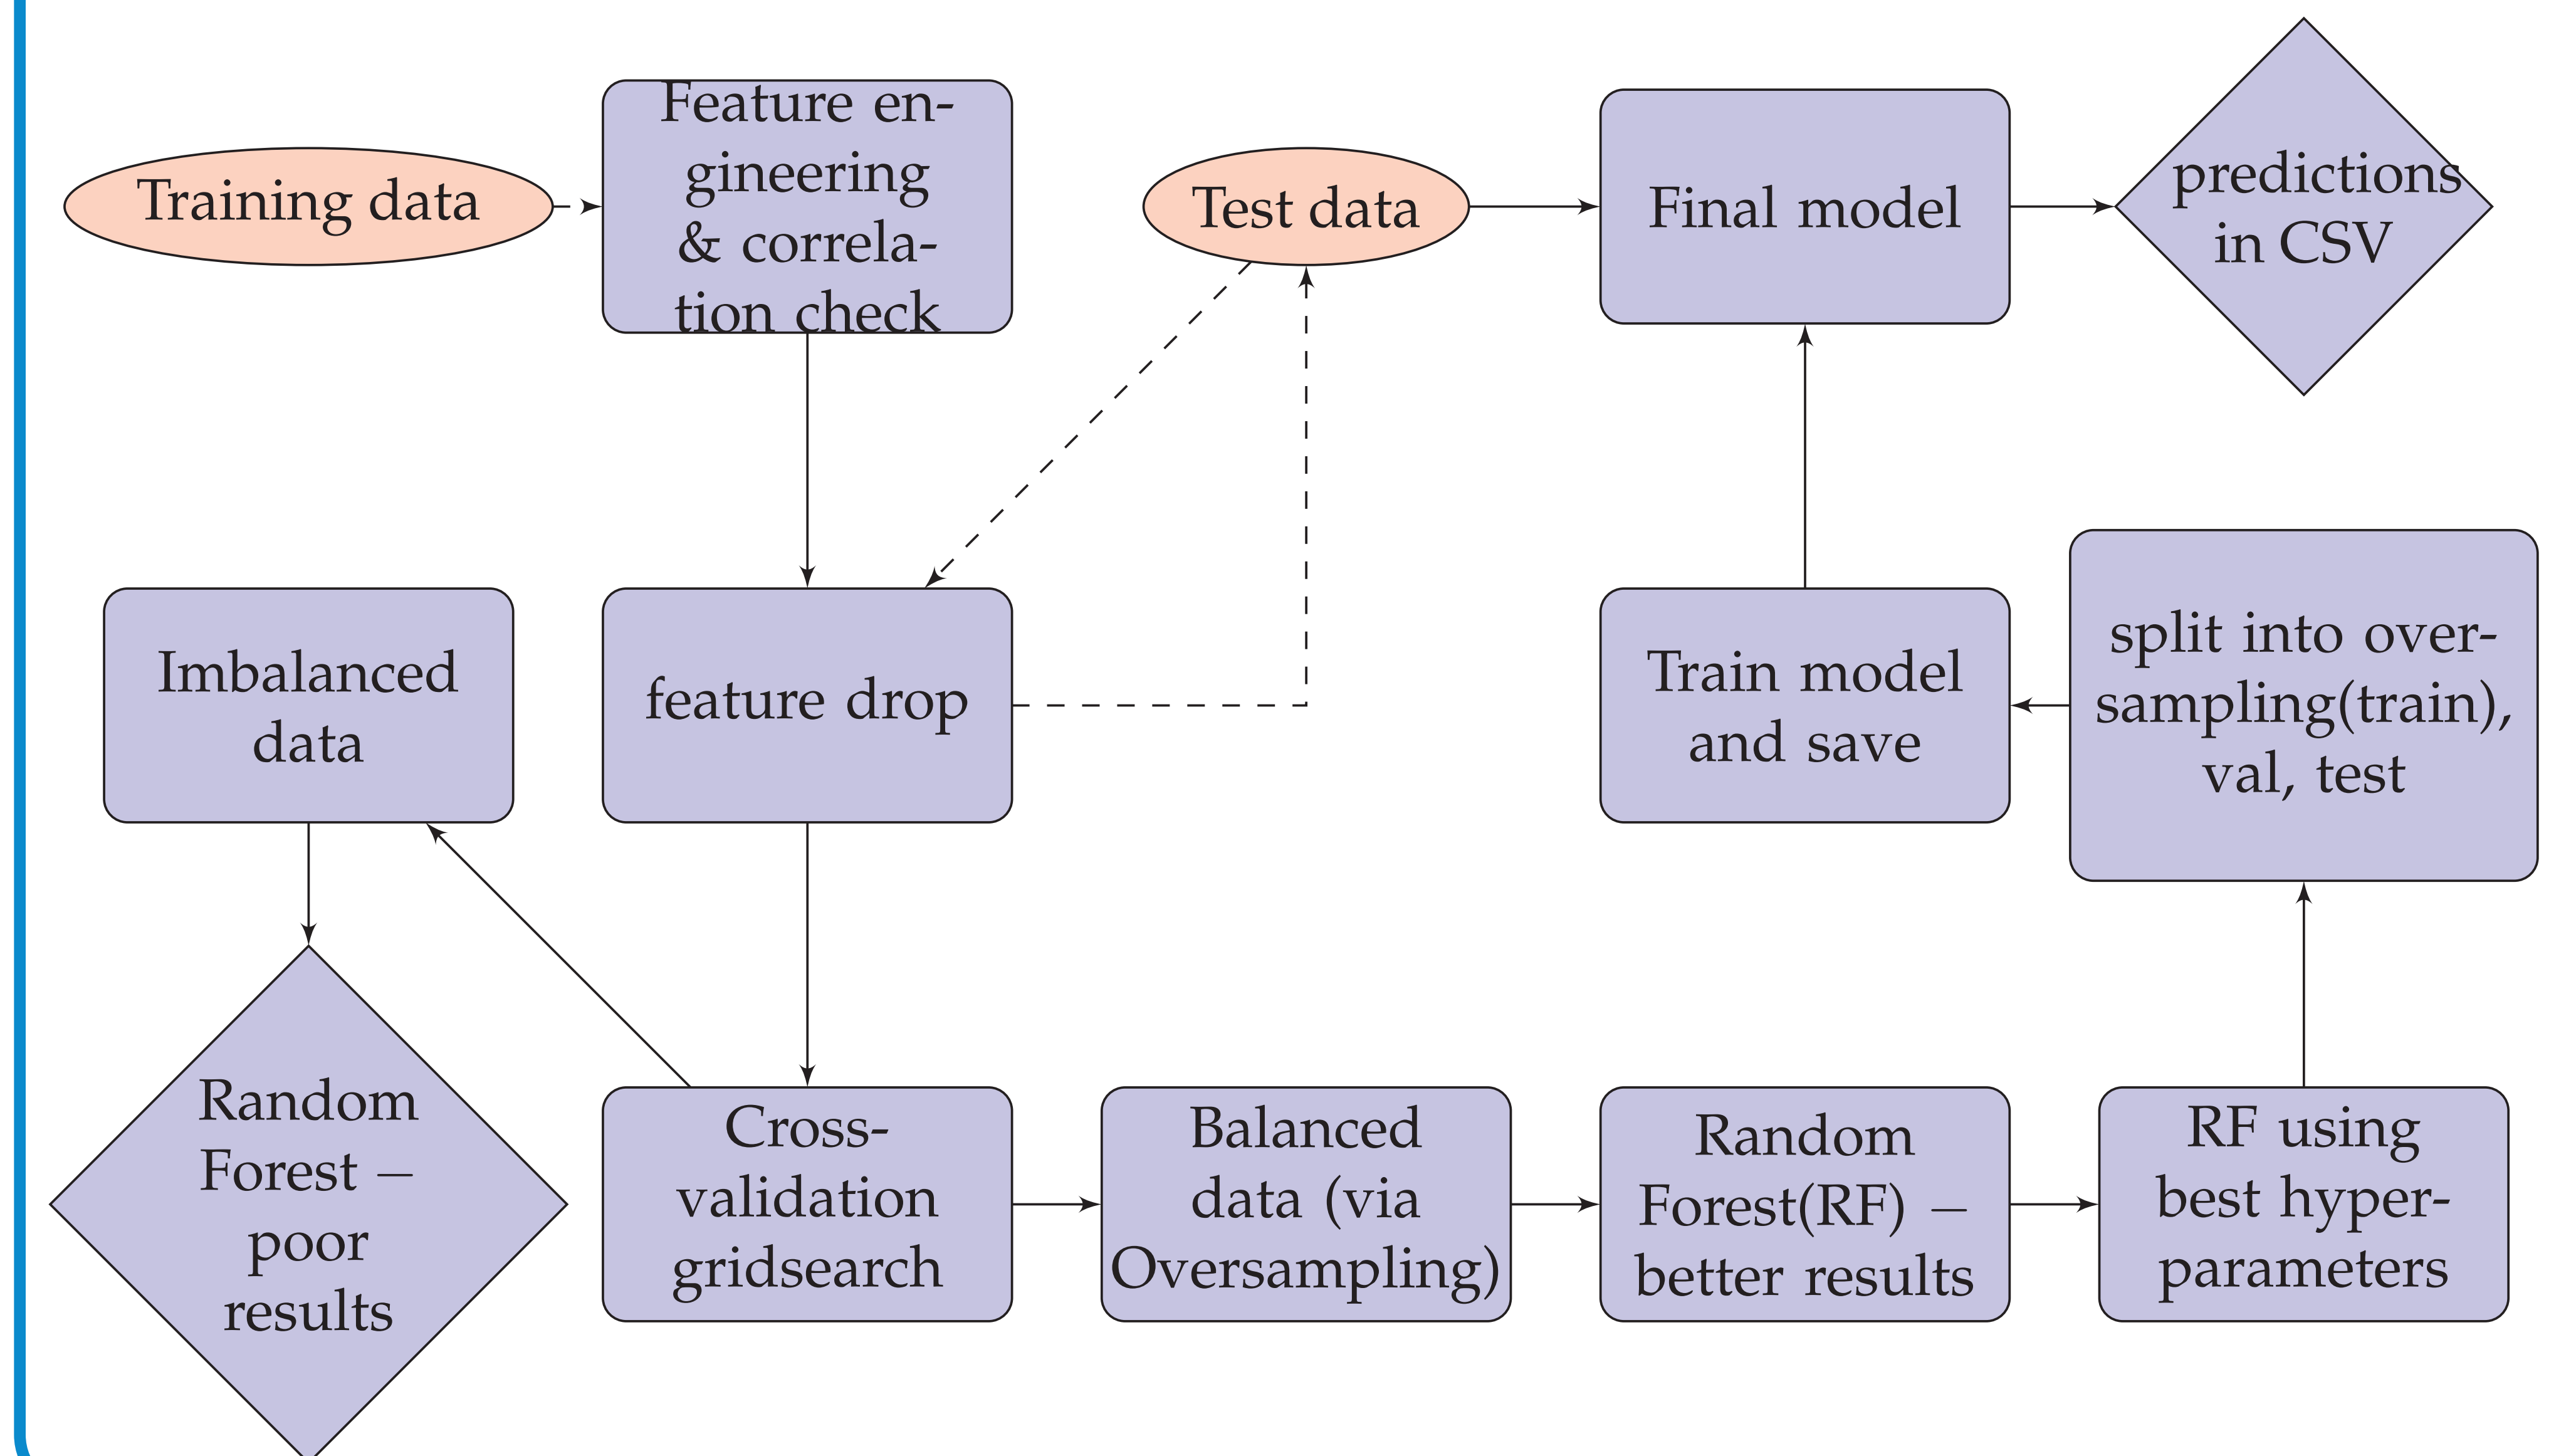 Training data
Feature en-
gineering
& correla-
tion check
Test data
Final model
predictions
in CSV
Imbalanced
data
feature drop
Train model
and save
split into over-
sampling(train),
val, test
Random
Forest –
poor
results
Cross-
validation
gridsearch
Balanced
data (via
Oversampling)
Random
Forest(RF) –
better results
RF using
best hyper-
parameters